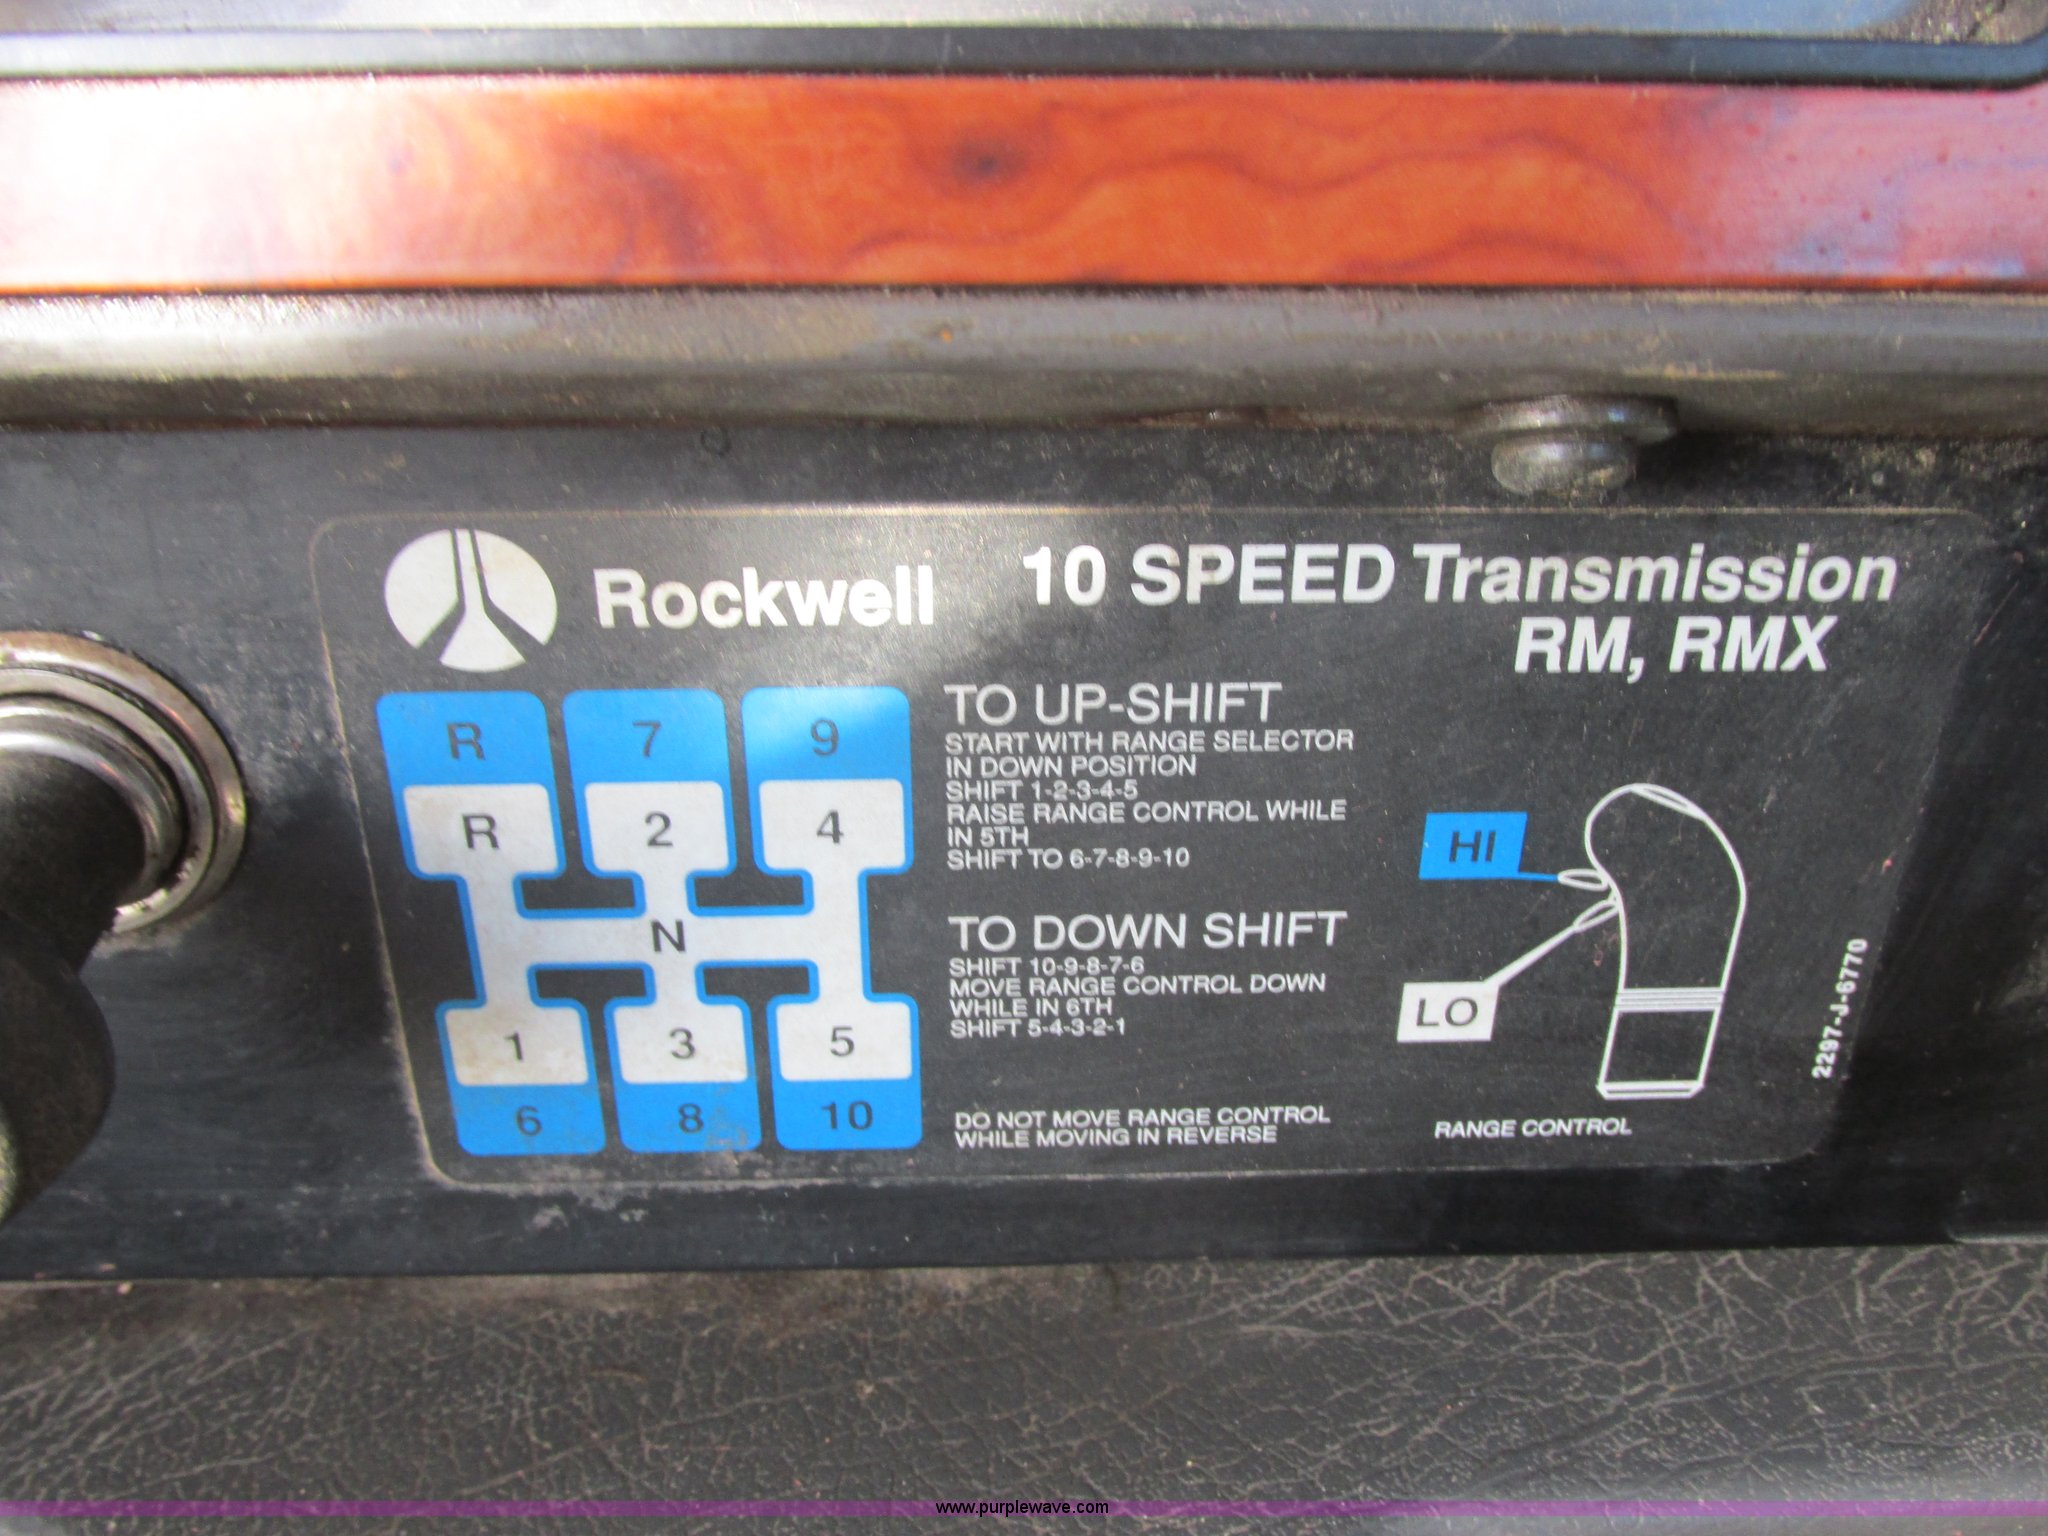 Rockwell
10 SPEED Transmission
RM, RMX
R 7 9
R 2 4
N
1 3 5
6 8 10
TO UP-SHIFT
START WITH RANGE SELECTOR
IN DOWN POSITION
SHIFT 1-2-3-4-5
RAISE RANGE CONTROL WHILE
IN 5TH
SHIFT TO 6-7-8-9-10
TO DOWN SHIFT
SHIFT 10-9-8-7-6
MOVE RANGE CONTROL DOWN
WHILE IN 6TH
SHIFT 5-4-3-2-1
DO NOT MOVE RANGE CONTROL
WHILE MOVING IN REVERSE
HI
LO
RANGE CONTROL
2297-J-6770
www.purplewave.com